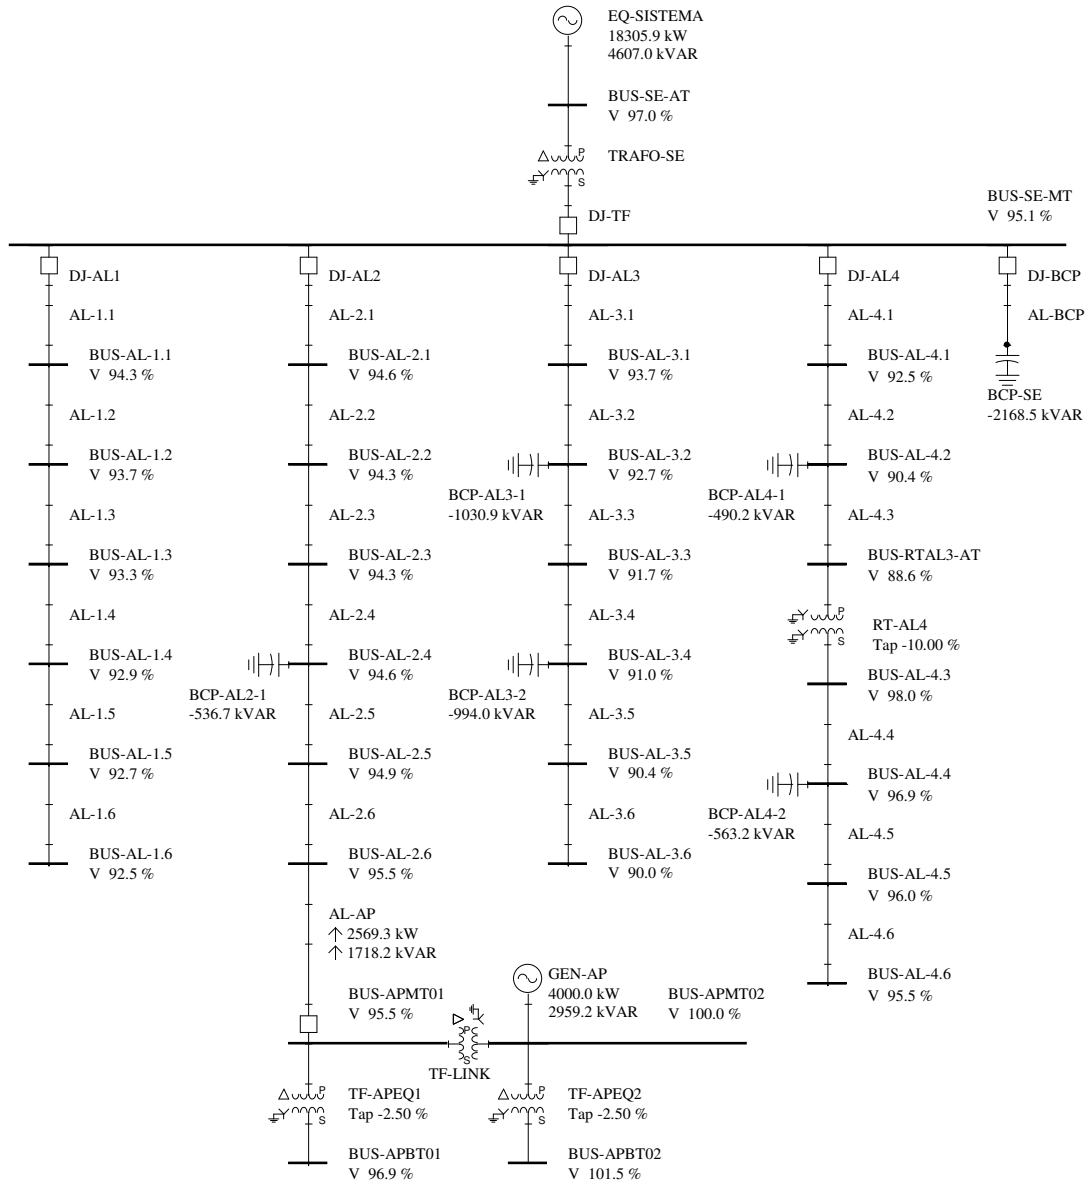 EQ-SISTEMA
18305.9 kW
4607.0 kVAR
BUS-SE-AT
V 97.0 %
P
TRAFO-SE
S
BUS-SE-MT
V 95.1 %
DJ-TF
DJ-AL1
DJ-AL2
DJ-AL3
DJ-AL4
DJ-BCP
AL-1.1
AL-2.1
AL-3.1
AL-4.1
AL-BCP
BUS-AL-1.1
V 94.3 %
BUS-AL-2.1
V 94.6 %
BUS-AL-3.1
V 93.7 %
BUS-AL-4.1
V 92.5 %
BCP-SE
-2168.5 kVAR
AL-1.2
AL-2.2
AL-3.2
AL-4.2
BUS-AL-1.2
V 93.7 %
BUS-AL-2.2
V 94.3 %
BUS-AL-3.2
V 92.7 %
BUS-AL-4.2
V 90.4 %
BCP-AL3-1
-1030.9 kVAR
BCP-AL4-1
-490.2 kVAR
AL-1.3
AL-2.3
AL-3.3
AL-4.3
BUS-AL-1.3
V 93.3 %
BUS-AL-2.3
V 94.3 %
BUS-AL-3.3
V 91.7 %
BUS-RTAL3-AT
V 88.6 %
AL-1.4
AL-2.4
AL-3.4
P
RT-AL4
Tap -10.00 %
S
BUS-AL-1.4
V 92.9 %
BUS-AL-2.4
V 94.6 %
BUS-AL-3.4
V 91.0 %
BUS-AL-4.3
V 98.0 %
BCP-AL2-1
-536.7 kVAR
BCP-AL3-2
-994.0 kVAR
AL-1.5
AL-2.5
AL-3.5
AL-4.4
BUS-AL-1.5
V 92.7 %
BUS-AL-2.5
V 94.9 %
BUS-AL-3.5
V 90.4 %
BUS-AL-4.4
V 96.9 %
BCP-AL4-2
-563.2 kVAR
AL-1.6
AL-2.6
AL-3.6
AL-4.5
BUS-AL-1.6
V 92.5 %
BUS-AL-2.6
V 95.5 %
BUS-AL-3.6
V 90.0 %
BUS-AL-4.5
V 96.0 %
AL-AP
2569.3 kW
1718.2 kVAR
AL-4.6
BUS-AL-4.6
V 95.5 %
GEN-AP
4000.0 kW
2959.2 kVAR
BUS-APMT01
V 95.5 %
BUS-APMT02
V 100.0 %
P
S
TF-LINK
P
TF-APEQ1
Tap -2.50 %
S
P
TF-APEQ2
Tap -2.50 %
S
BUS-APBT01
V 96.9 %
BUS-APBT02
V 101.5 %